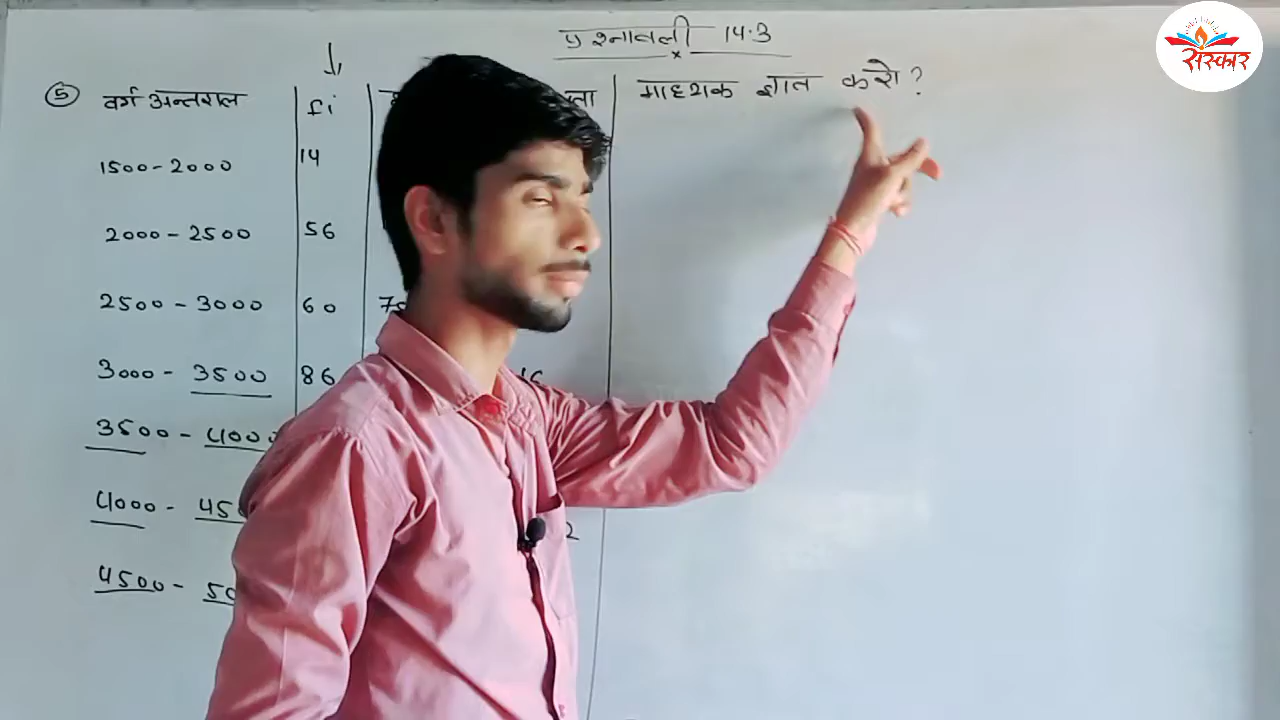 प्रश्नावली 14.3
संस्कार
माध्यक ज्ञात करो ?
⑤ वर्ग अन्तराल fi
1500-2000 14
2000-2500 56
2500-3000 60
3000-3500 86
3500-4000
4000-
4500-